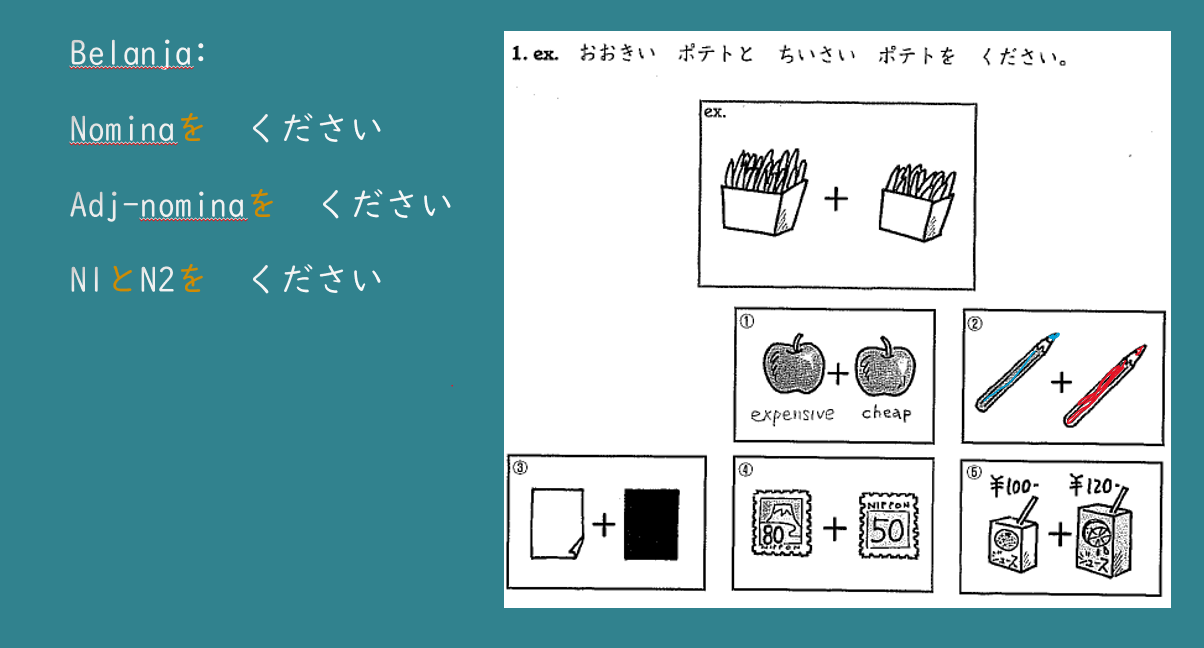 Belanja:
Nominaを　ください
Adj-nominaを　ください
N1とN2を　ください
1. ex.　おおきい　ポテトと　ちいさい　ポテトを　ください。
ex.
+
①
+
expensive　cheap
②
+
③
+
④
80
NIPPON
+
NIPPON
50
⑤
¥100-
ジュース
+
¥120-
ジュース